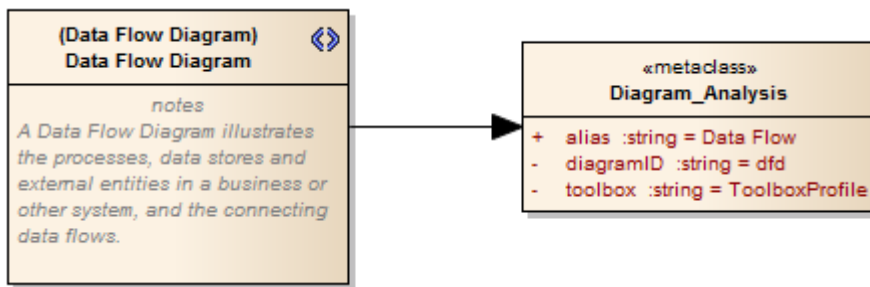 (Data Flow Diagram)
Data Flow Diagram
notes
A Data Flow Diagram illustrates
the processes, data stores and
external entities in a business or
other system, and the connecting
data flows.
«metaclass»
Diagram_Analysis
+ alias :string = Data Flow
- diagramID :string = dfd
- toolbox :string = ToolboxProfile